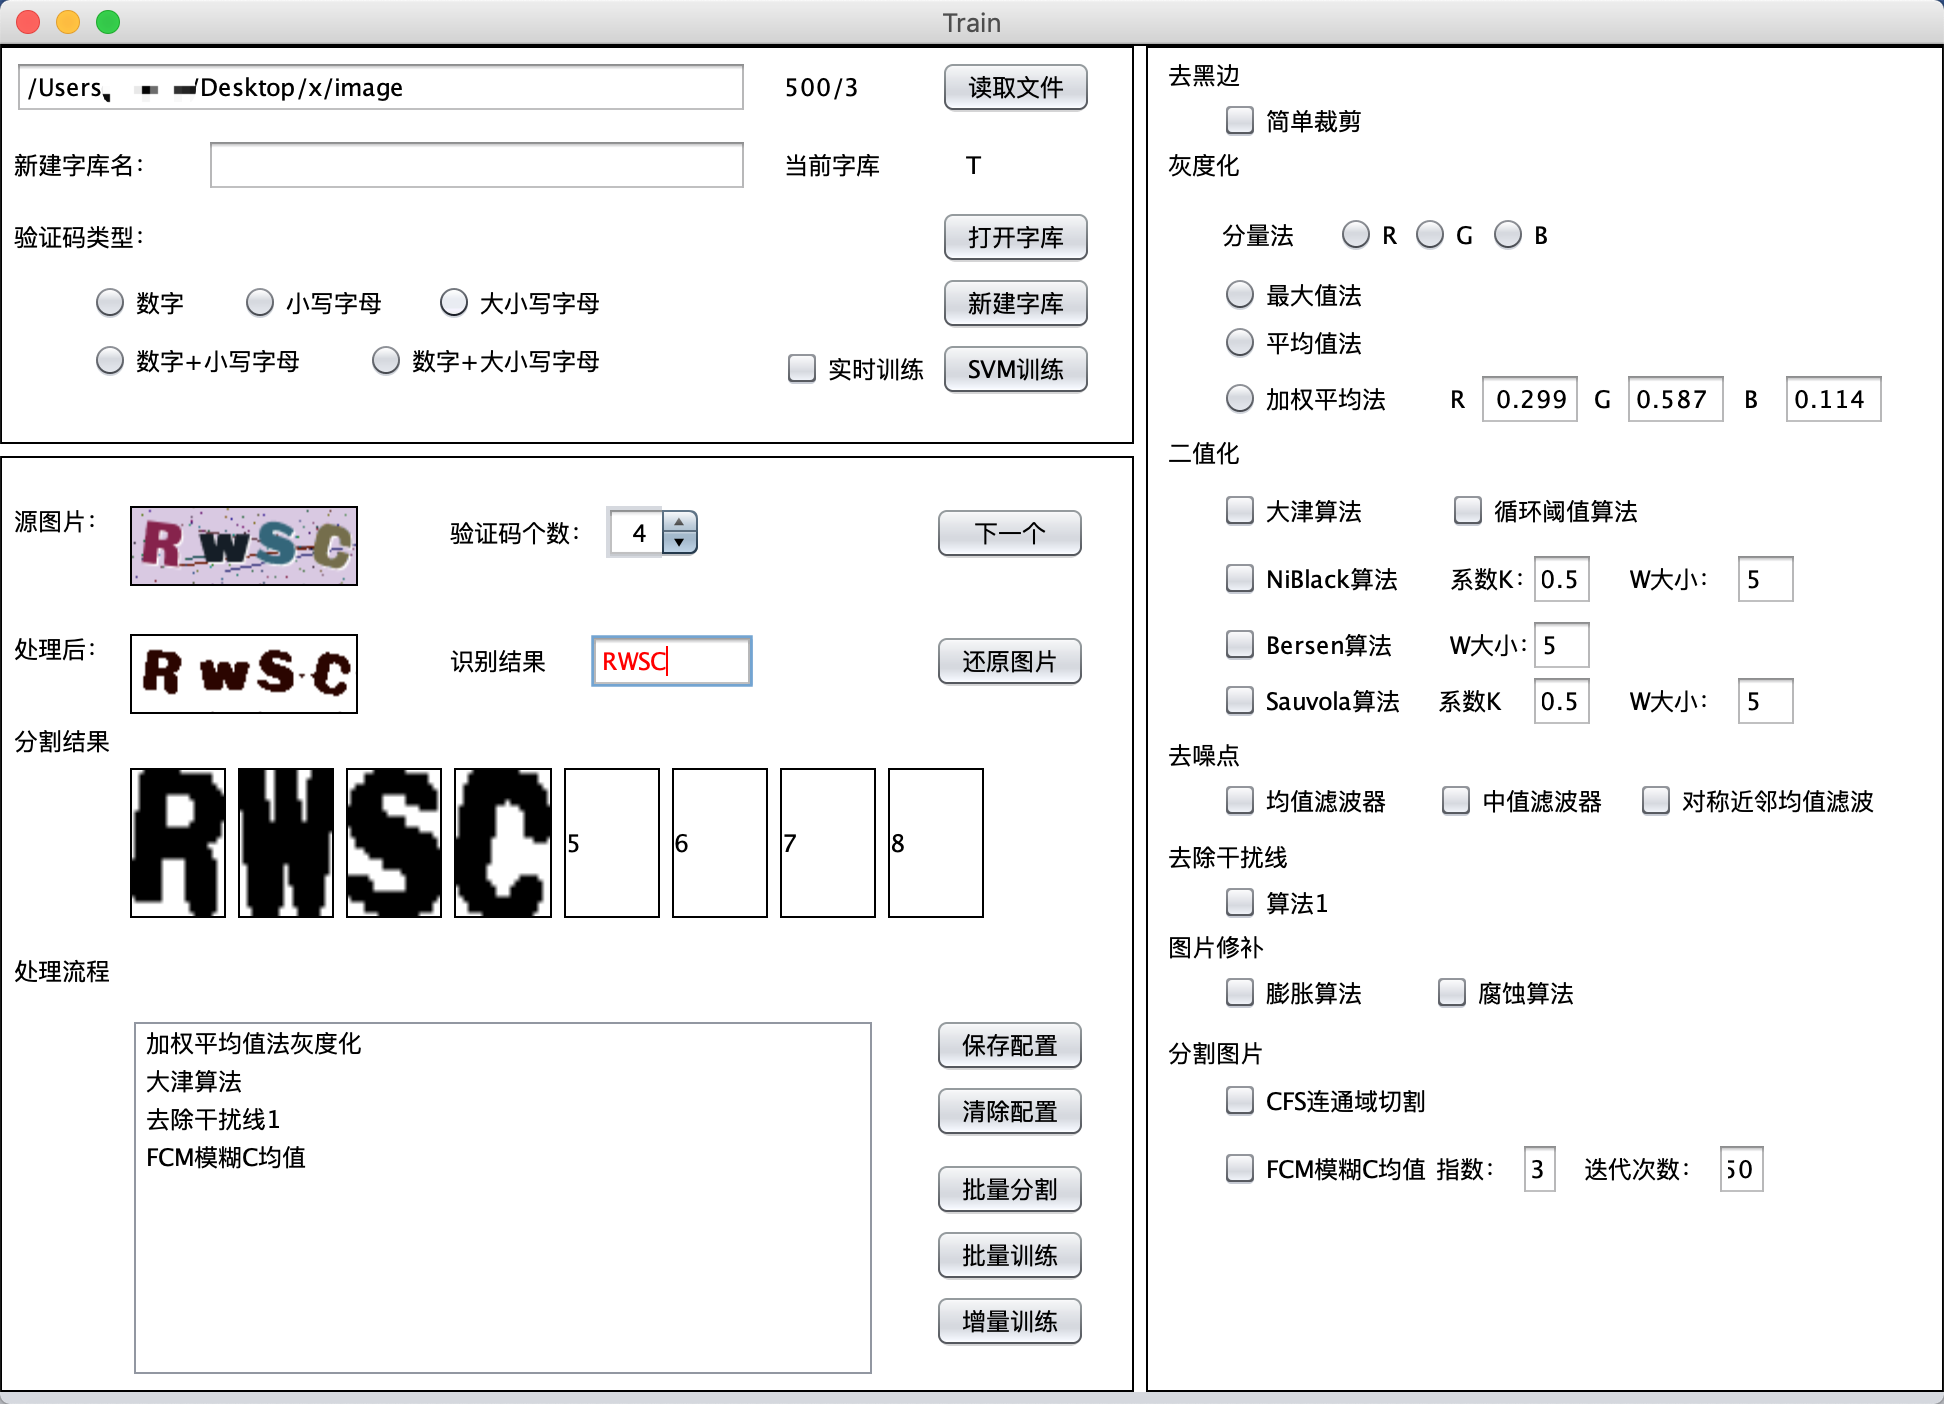 Train
/Users /Desktop/x/image 500/3 读取文件
新建字库名： 当前字库 T
验证码类型：
打开字库
数字 小写字母 大小写字母 新建字库
数字+小写字母 数字+大小写字母 实时训练 SVM训练
源图片： RwSC 验证码个数： 4 下一个
处理后： RwSC 识别结果 RWSC 还原图片
分割结果
R W S C 5 6 7 8
处理流程
加权平均值法灰度化
大津算法
去除干扰线1
FCM模糊C均值
保存配置
清除配置
批量分割
批量训练
增量训练
去黑边
简单裁剪
灰度化
分量法 R G B
最大值法
平均值法
加权平均法 R 0.299 G 0.587 B 0.114
二值化
大津算法 循环阈值算法
NiBlack算法 系数K： 0.5 W大小： 5
Bersen算法 W大小： 5
Sauvola算法 系数K 0.5 W大小： 5
去噪点
均值滤波器 中值滤波器 对称近邻均值滤波
去除干扰线
算法1
图片修补
膨胀算法 腐蚀算法
分割图片
CFS连通域切割
FCM模糊C均值 指数： 3 迭代次数： 50